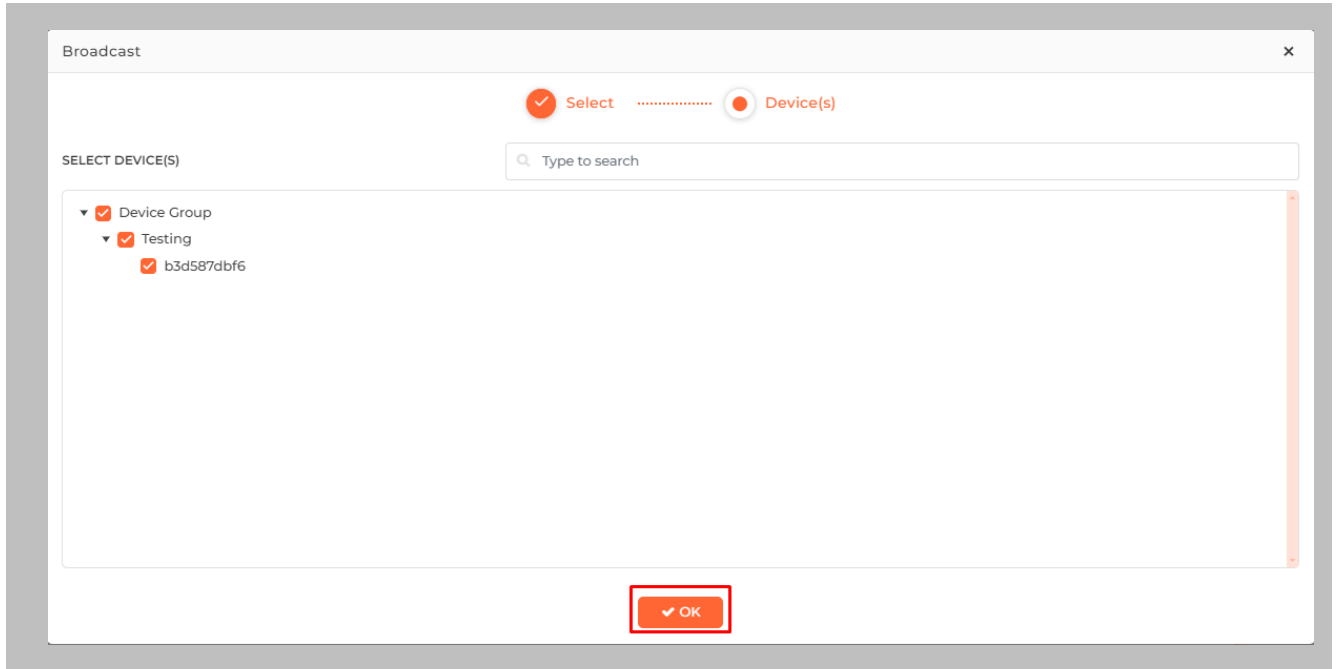 Broadcast
Select
Device(s)
SELECT DEVICE(S)
Type to search
Device Group
Testing
b3d587dbf6
OK